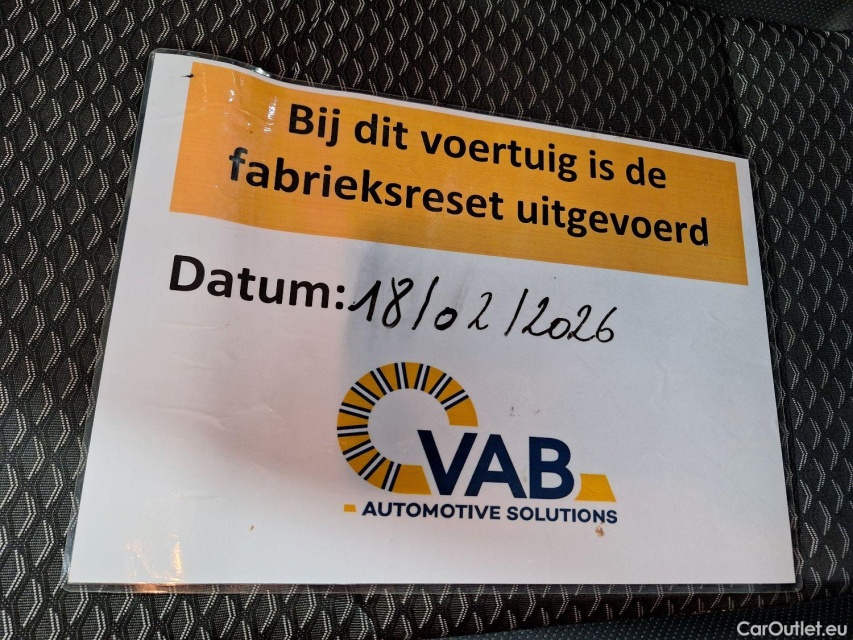 Bij dit voertuig is de
fabrieksreset uitgevoerd
Datum: 18/02/2026
VAB
AUTOMOTIVE SOLUTIONS
CarOutlet.eu